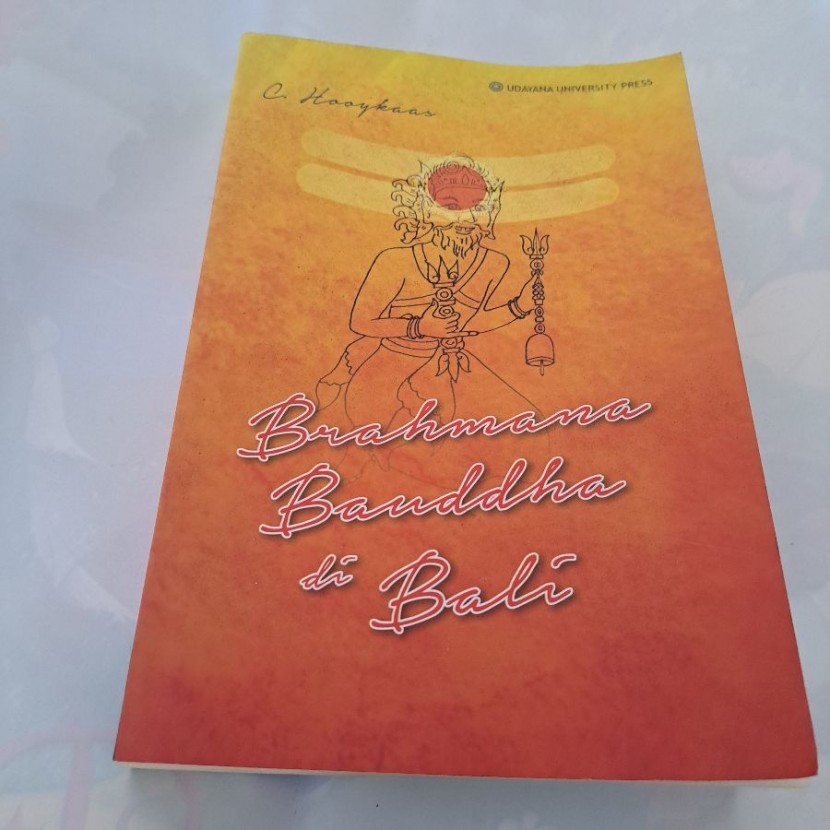 C. Hooykaas
UDAYANA UNIVERSITY PRESS
Brahmana
Bauddha
di Bali